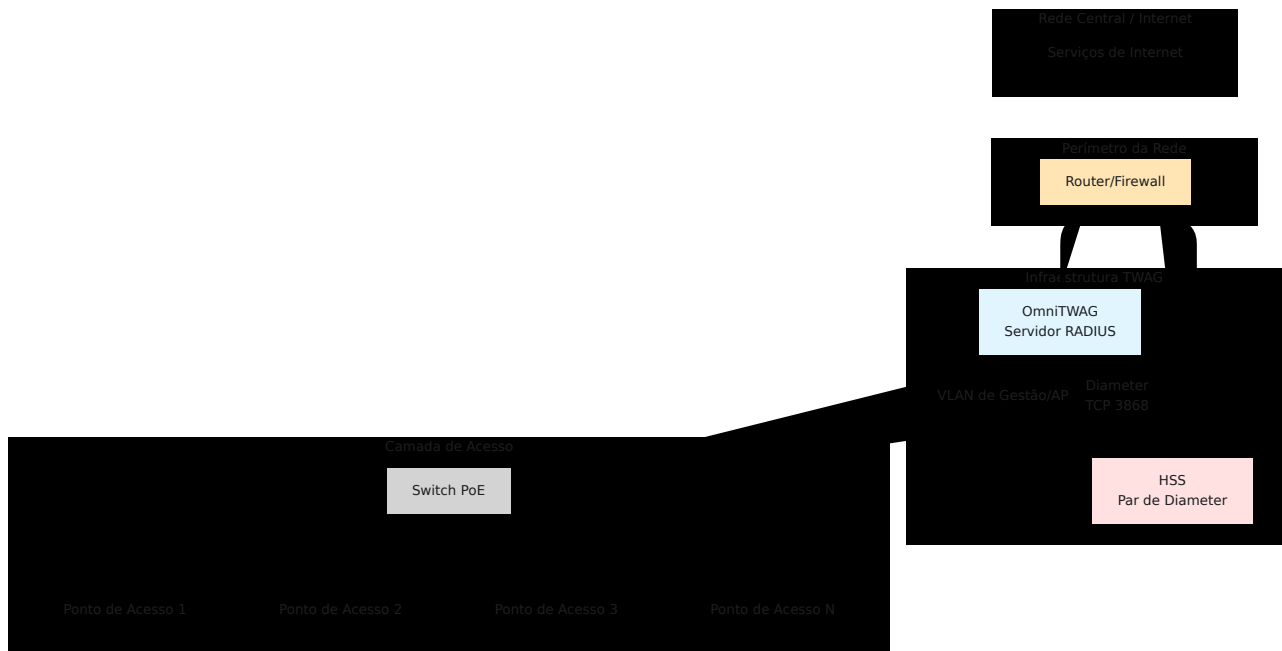 Rede Central / Internet
Serviços de Internet
Perímetro da Rede
Router/Firewall
Infraestrutura TWAG
OmniTWAG
Servidor RADIUS
VLAN de Gestão/AP
Diameter
TCP 3868
Camada de Acesso
Switch PoE
HSS
Par de Diameter
Ponto de Acesso 1
Ponto de Acesso 2
Ponto de Acesso 3
Ponto de Acesso N